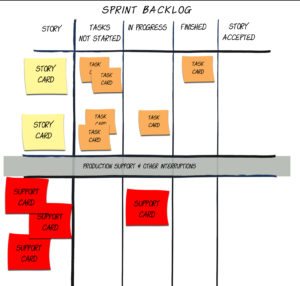 SPRINT BACKLOG
STORY
TASKS
NOT STARTED
IN PROGRESS
FINISHED
STORY
ACCEPTED
STORY
CARD
TASK
CARD
TASK
CARD
TASK
CARD
STORY
CARD
TASK
TASK
CARD
TASK
CARD
PRODUCTION SUPPORT & OTHER INTERRUPTIONS
SUPPORT
CARD
SUPPORT
CARD
SUPPORT
CARD
SUPPORT
CARD